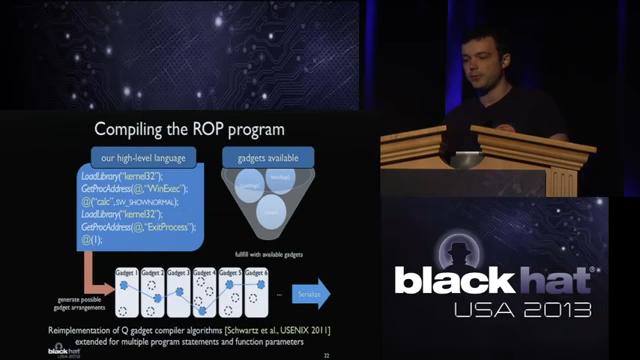 Compiling the ROP program
our high-level language
gadgets available
LoadLibrary("kernel32");
GetProcAddress(@,"WinExec");
@("calc",SW_SHOWNORMAL);
LoadLibrary("kernel32");
GetProcAddress(@,"ExitProcess");
@(1);
fullfill with available gadgets
Gadget 1
Gadget 2
Gadget 3
Gadget 4
Gadget 5
Gadget 6
...
Serialize
generate possible
gadget arrangements
Reimplementation of Q gadget compiler algorithms [Schwartz et al., USENIX 2011]
extended for multiple program statements and function parameters
black hat
22
black hat®
USA 2013